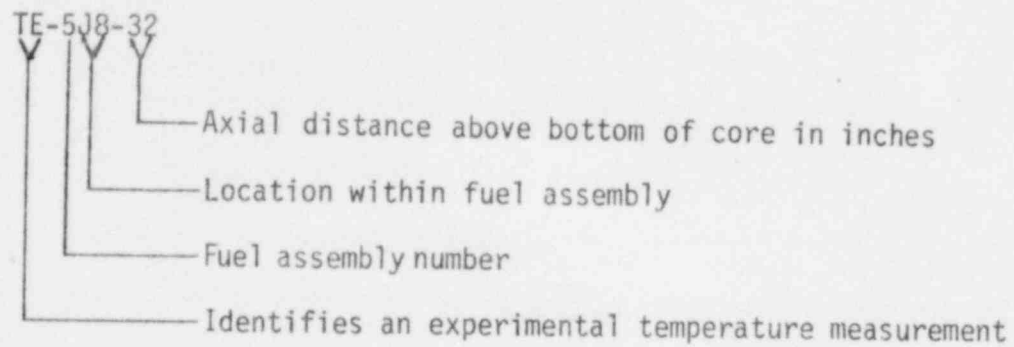 TE-5J8-32
Axial distance above bottom of core in inches
Location within fuel assembly
Fuel assembly number
Identifies an experimental temperature measurement